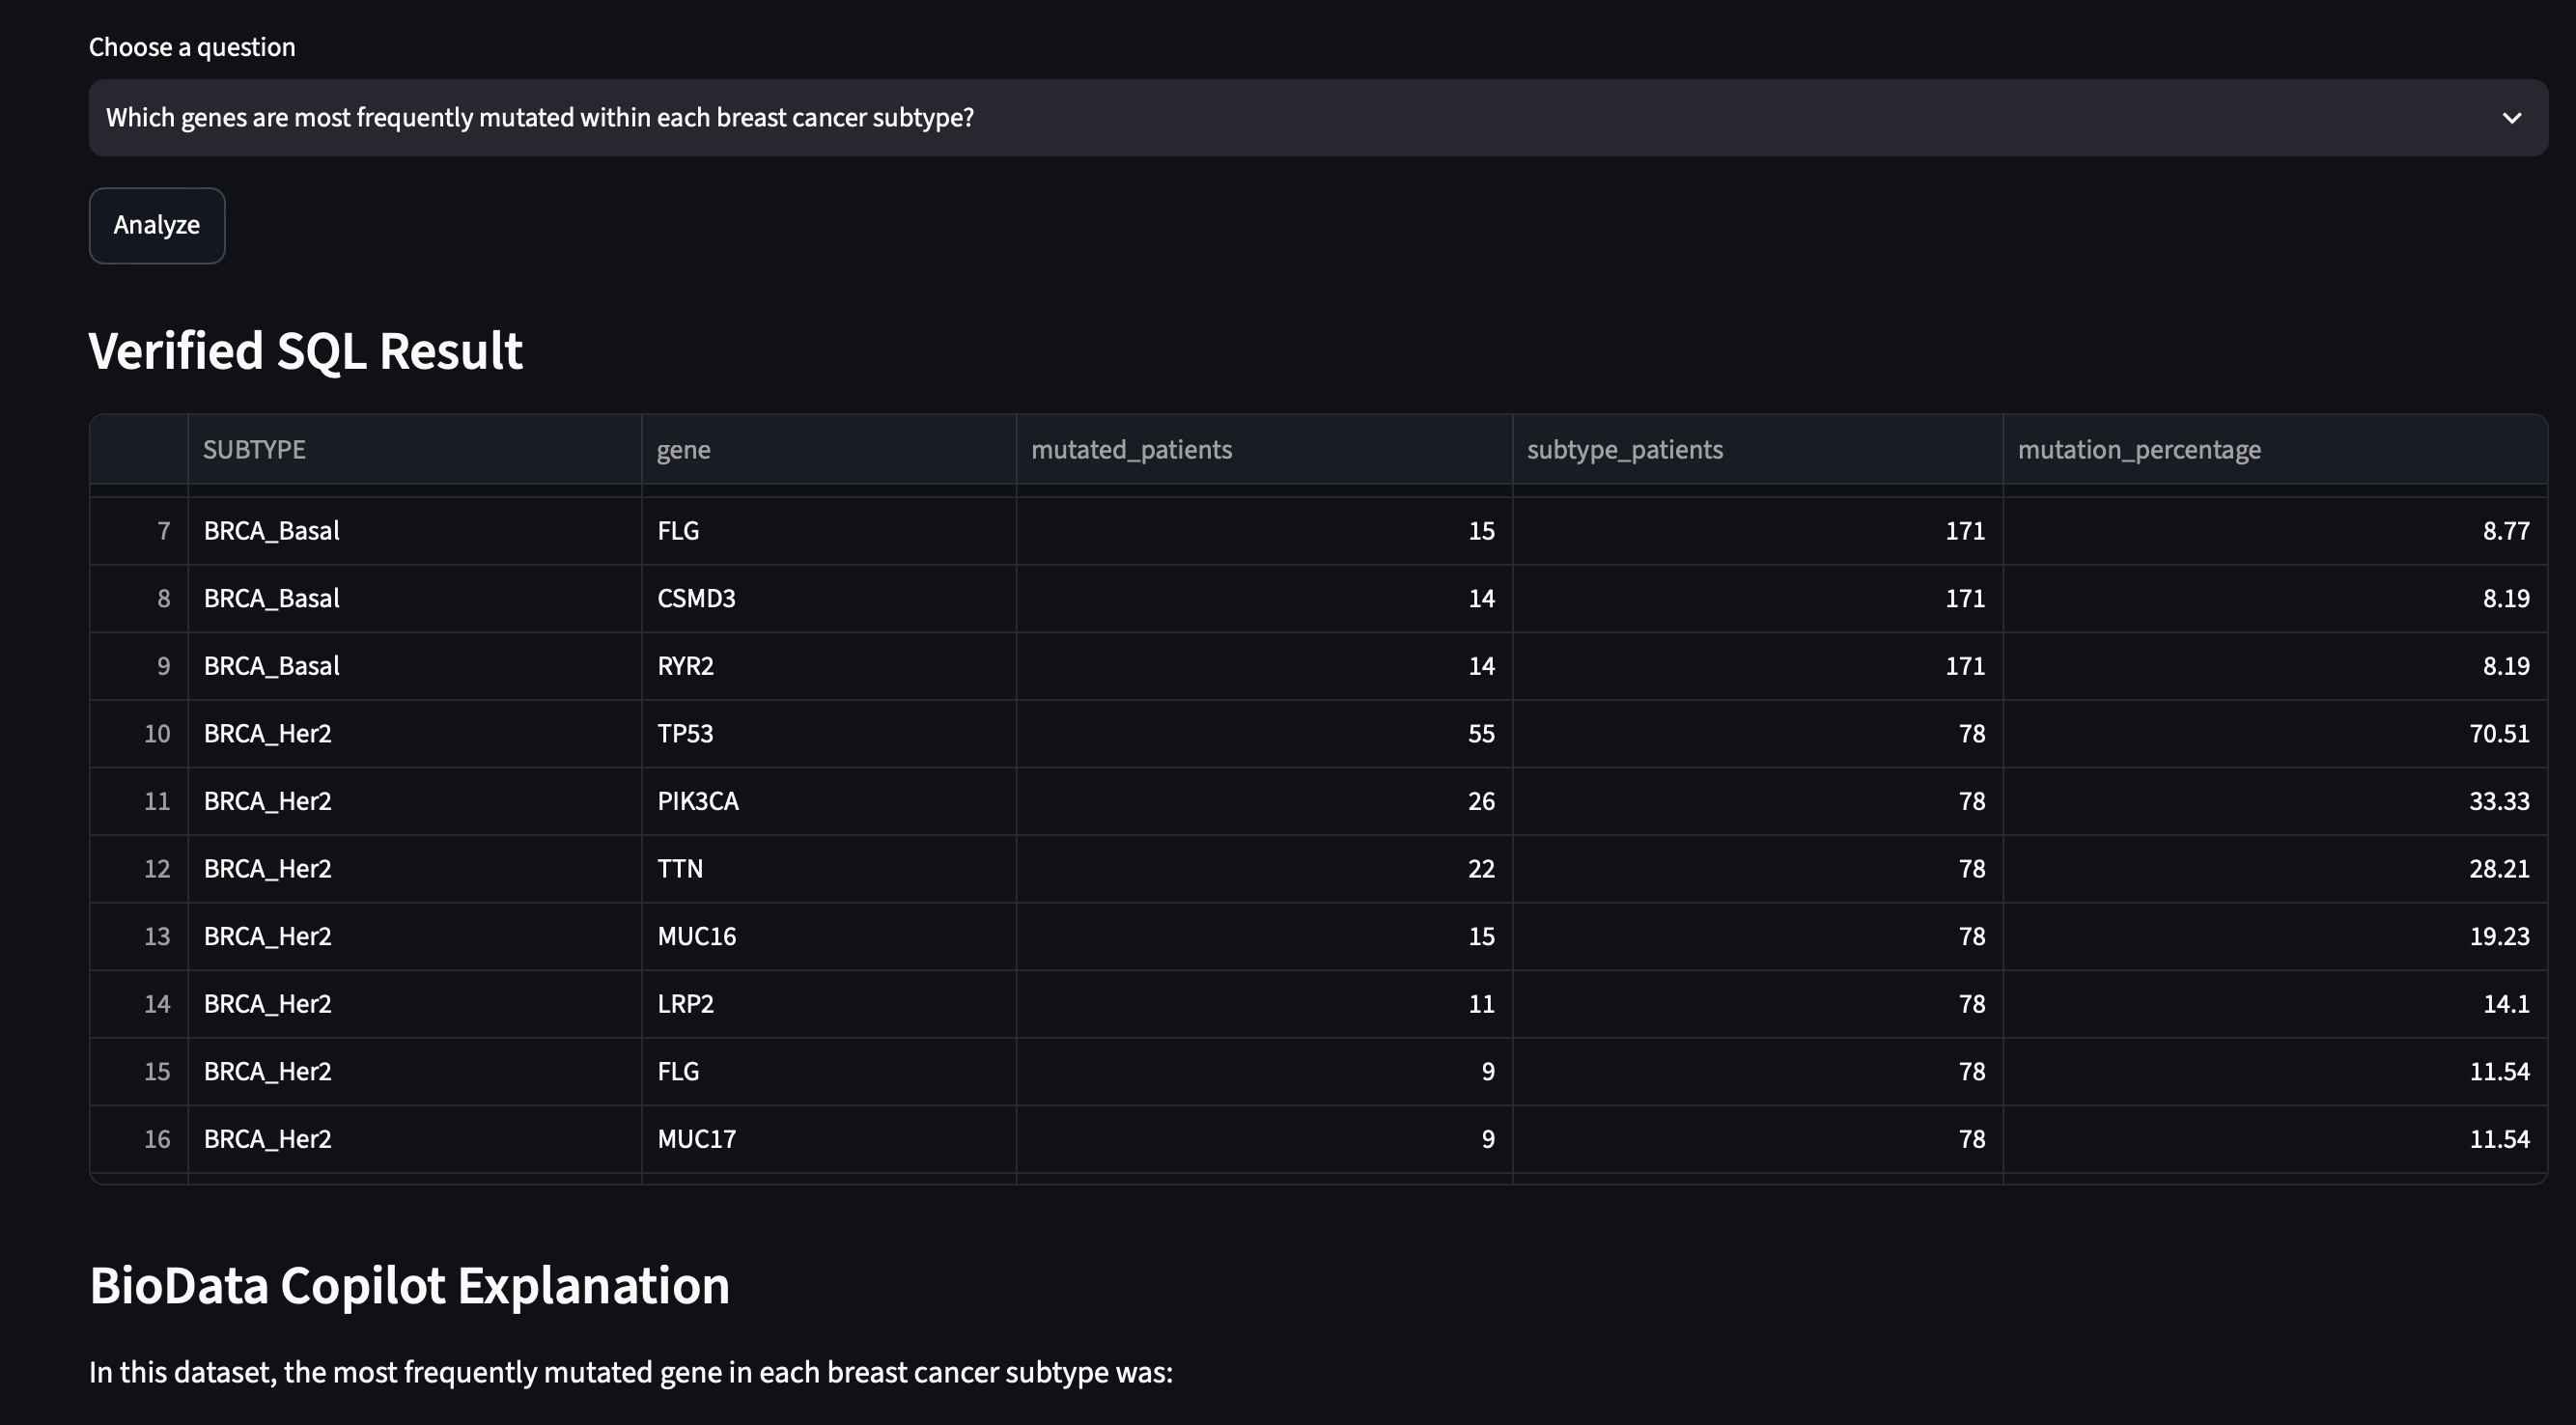 Choose a question
Which genes are most frequently mutated within each breast cancer subtype?
Analyze
Verified SQL Result
SUBTYPE gene mutated_patients subtype_patients mutation_percentage
7 BRCA_Basal FLG 15 171 8.77
8 BRCA_Basal CSMD3 14 171 8.19
9 BRCA_Basal RYR2 14 171 8.19
10 BRCA_Her2 TP53 55 78 70.51
11 BRCA_Her2 PIK3CA 26 78 33.33
12 BRCA_Her2 TTN 22 78 28.21
13 BRCA_Her2 MUC16 15 78 19.23
14 BRCA_Her2 LRP2 11 78 14.1
15 BRCA_Her2 FLG 9 78 11.54
16 BRCA_Her2 MUC17 9 78 11.54
BioData Copilot Explanation
In this dataset, the most frequently mutated gene in each breast cancer subtype was: